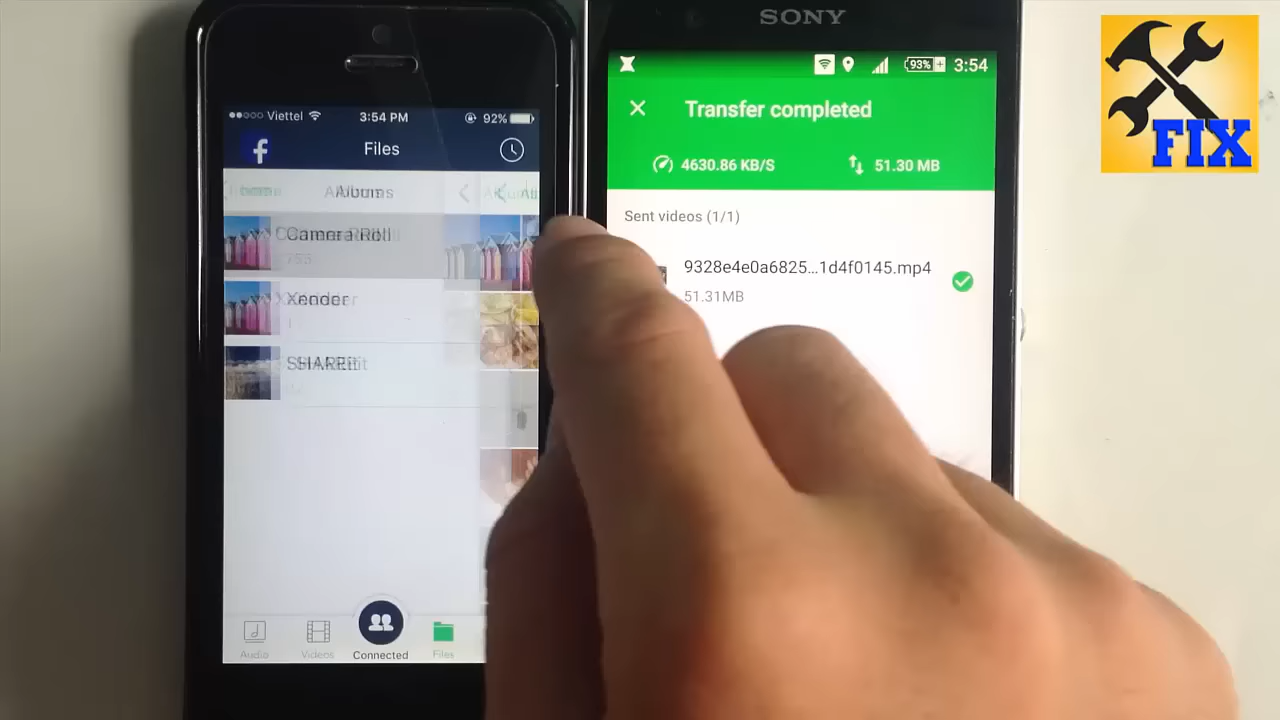 SONY
Viettel
3:54 PM
92%
Files
Albums
Camera Roll
753
Xender
SHAREit
Audio
Videos
Connected
Files
93%
3:54
Transfer completed
4630.86 KB/S
51.30 MB
Sent videos (1/1)
9328e4e0a6825...1d4f0145.mp4
51.31MB
FIX